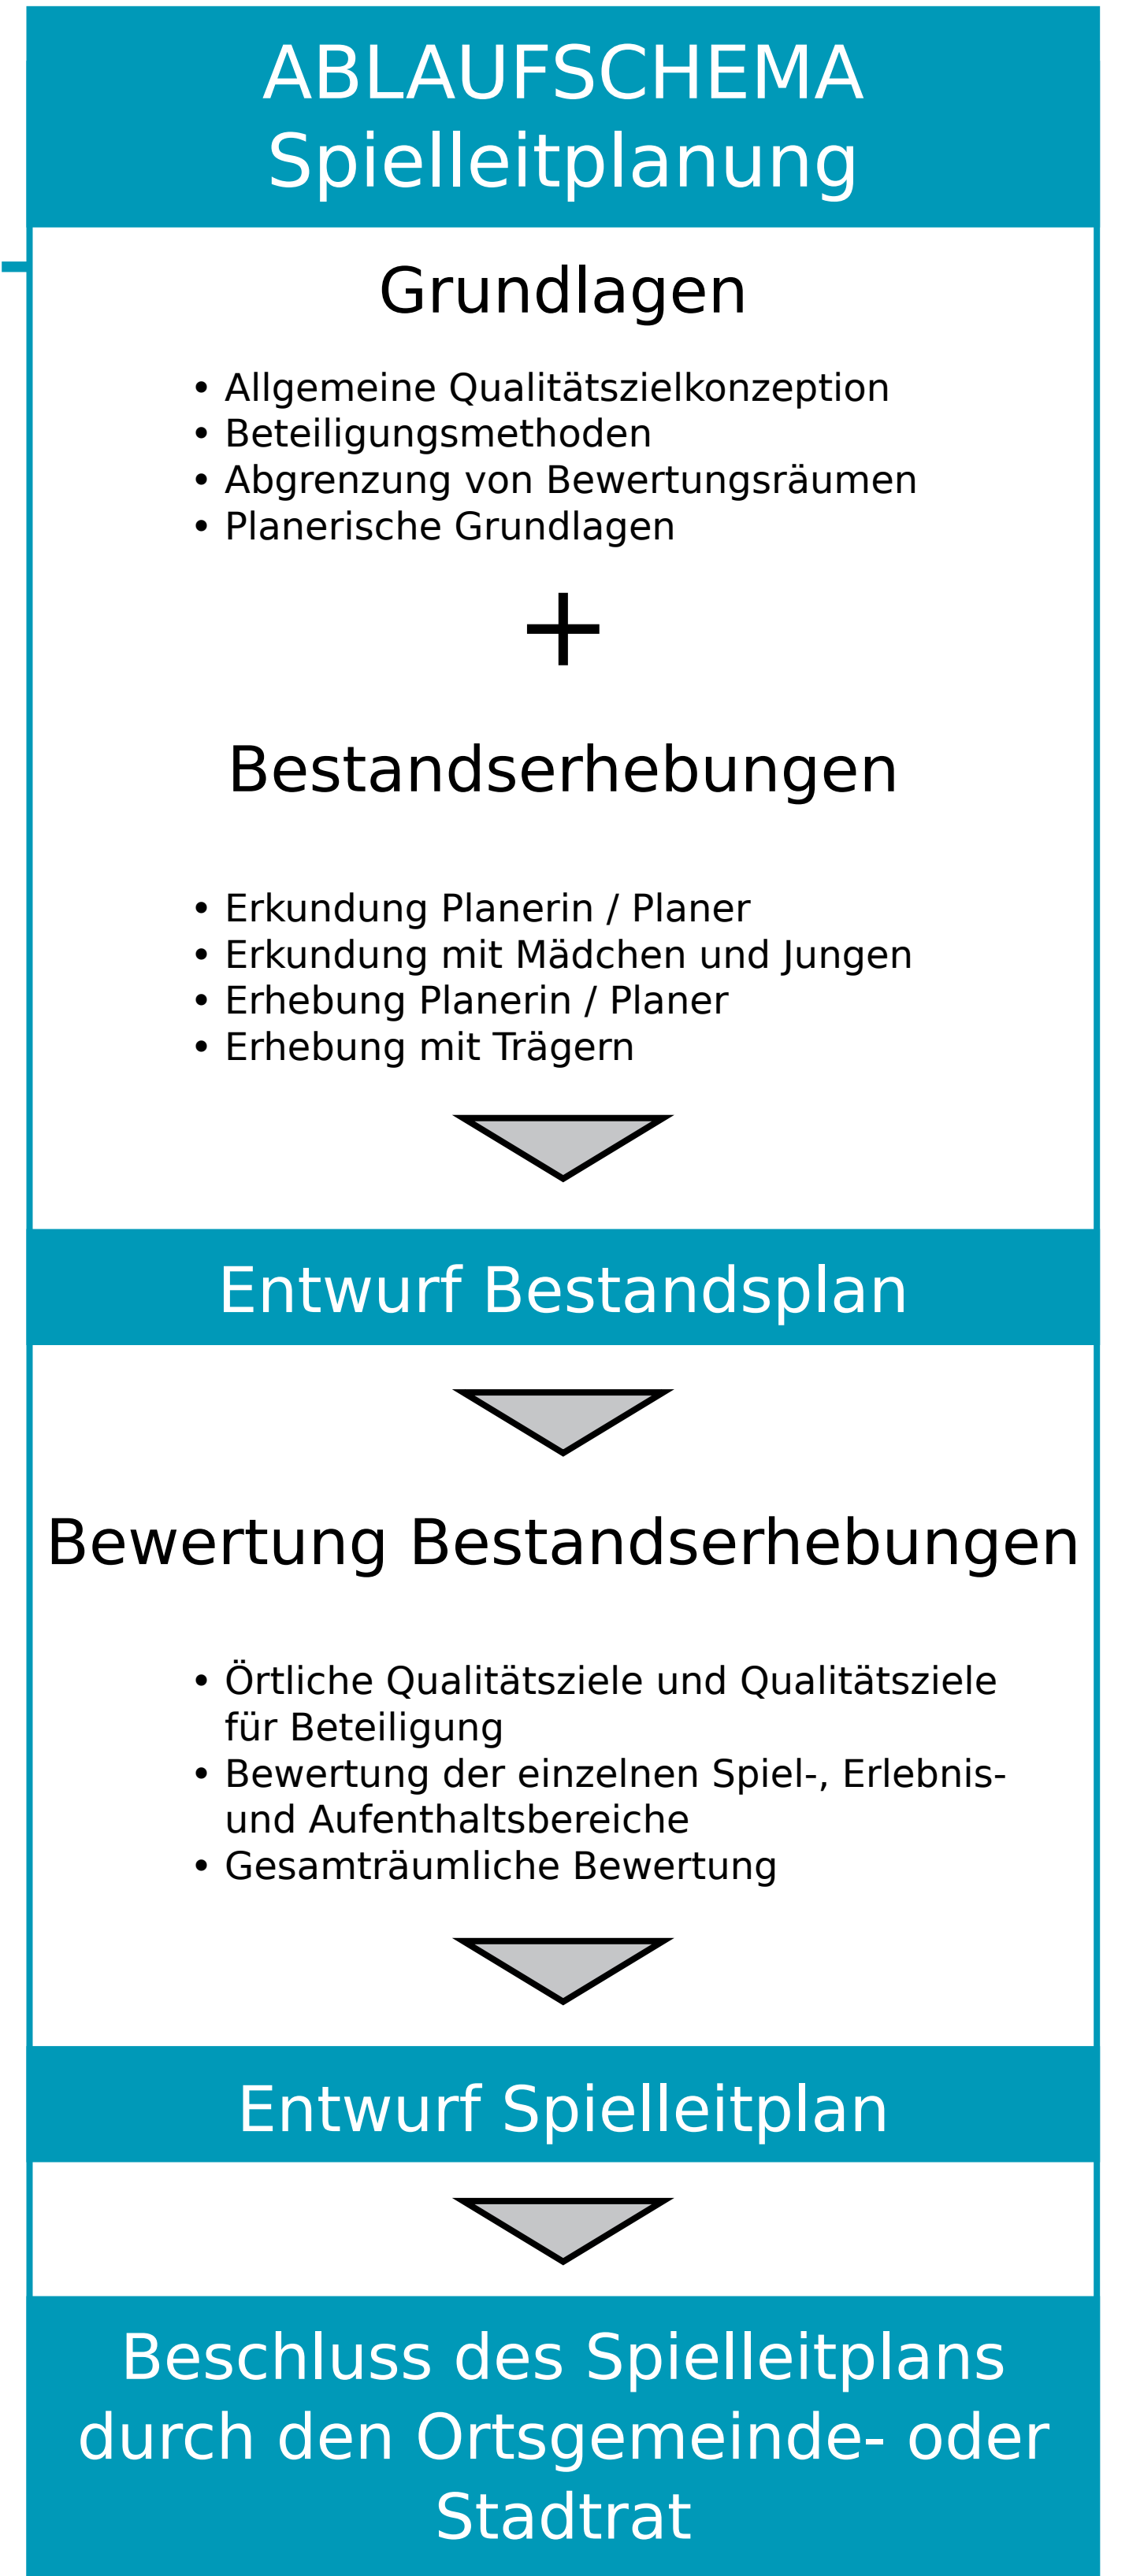 ABLAUFSCHEMA
Spielleitplanung
Grundlagen
• Allgemeine Qualitätszielkonzeption
• Beteiligungsmethoden
• Abgrenzung von Bewertungsräumen
• Planerische Grundlagen
+
Bestandserhebungen
• Erkundung Planerin / Planer
• Erkundung mit Mädchen und Jungen
• Erhebung Planerin / Planer
• Erhebung mit Trägern
Entwurf Bestandsplan
Bewertung Bestandserhebungen
• Örtliche Qualitätsziele und Qualitätsziele
für Beteiligung
• Bewertung der einzelnen Spiel-, Erlebnis-
und Aufenthaltsbereiche
• Gesamträumliche Bewertung
Entwurf Spielleitplan
Beschluss des Spielleitplans
durch den Ortsgemeinde- oder
Stadtrat